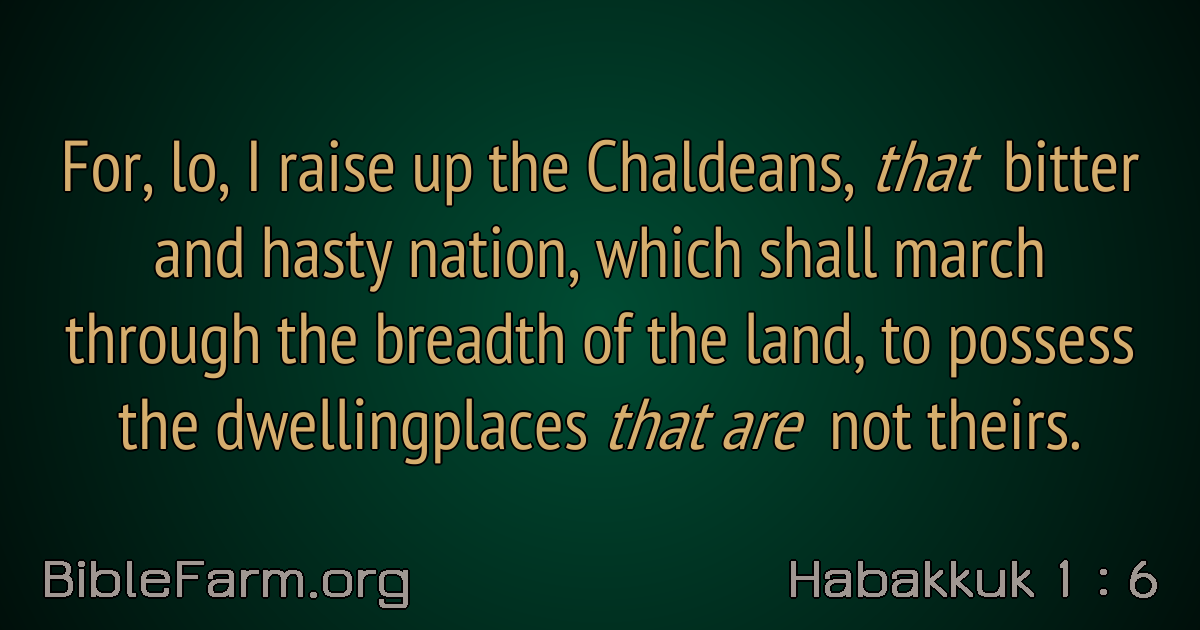 For, lo, I raise up the Chaldeans, that bitter
and hasty nation, which shall march
through the breadth of the land, to possess
the dwellingplaces that are not theirs.
BibleFarm.org
Habakkuk 1 : 6